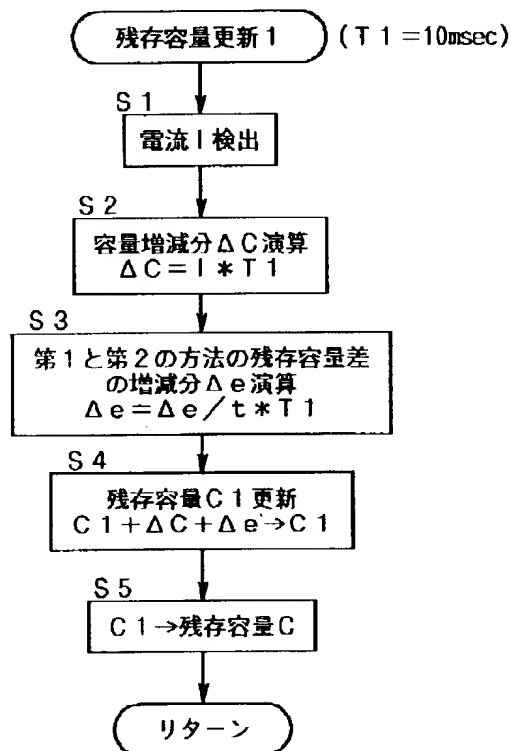 残存容量更新1
(T1=10msec)
S1
電流I検出
S2
容量増減分ΔC演算
ΔC=I*T1
S3
第1と第2の方法の残存容量差
の増減分Δe演算
Δe=Δe/t*T1
S4
残存容量C1更新
C1+ΔC+Δe→C1
S5
C1→残存容量C
リターン